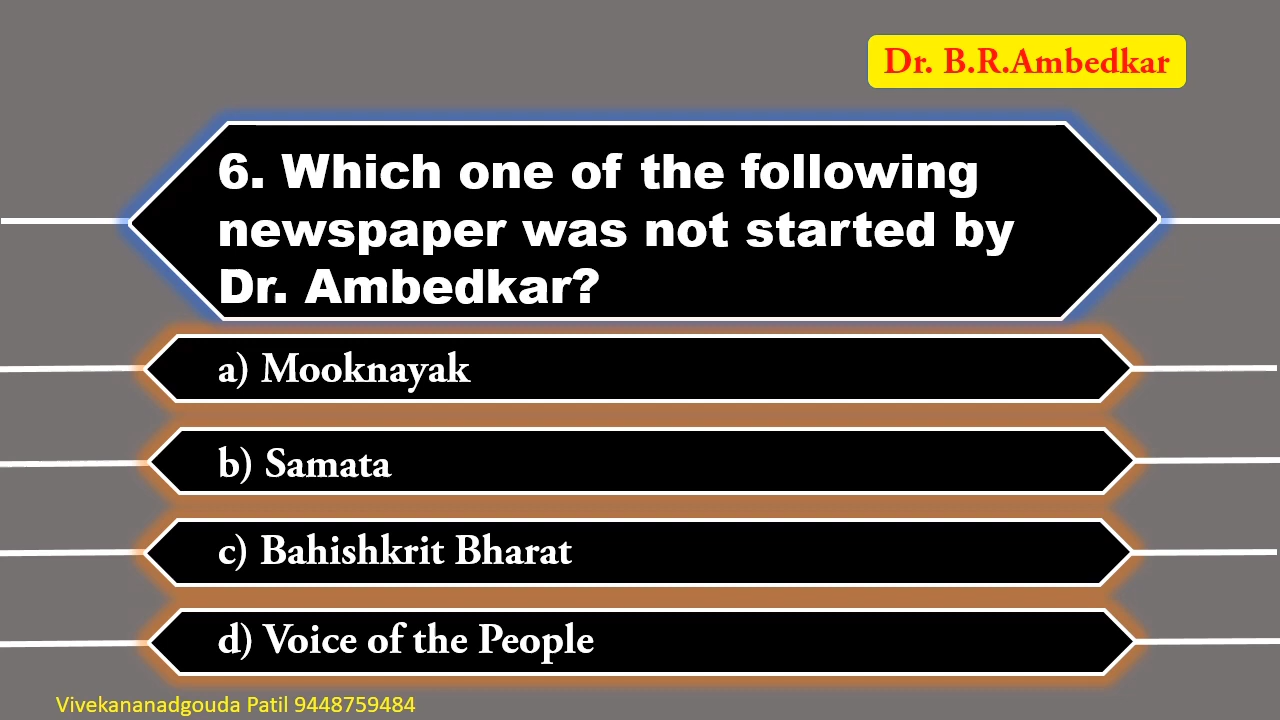 Dr. B.R.Ambedkar
6. Which one of the following
newspaper was not started by
Dr. Ambedkar?
a) Mooknayak
b) Samata
c) Bahishkrit Bharat
d) Voice of the People
Vivekananadgouda Patil 9448759484